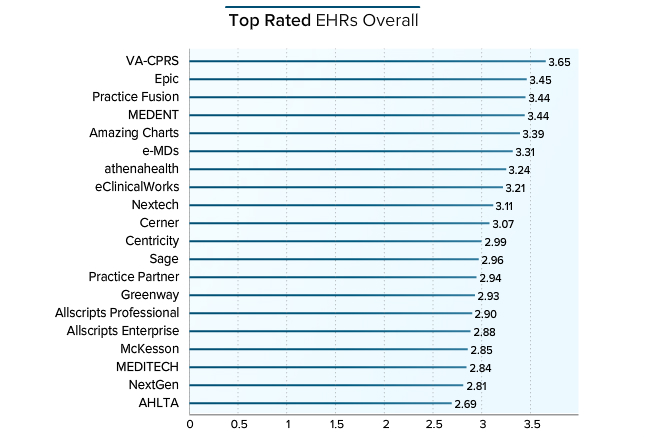 Top Rated EHRs Overall
VA-CPRS 3.65
Epic 3.45
Practice Fusion 3.44
MEDENT 3.44
Amazing Charts 3.39
e-MDs 3.31
athenahealth 3.24
eClinicalWorks 3.21
Nextech 3.11
Cerner 3.07
Centricity 2.99
Sage 2.96
Practice Partner 2.94
Greenway 2.93
Allscripts Professional 2.90
Allscripts Enterprise 2.88
McKesson 2.85
MEDITECH 2.84
NextGen 2.81
AHLTA 2.69
0 0.5 1 1.5 2 2.5 3 3.5